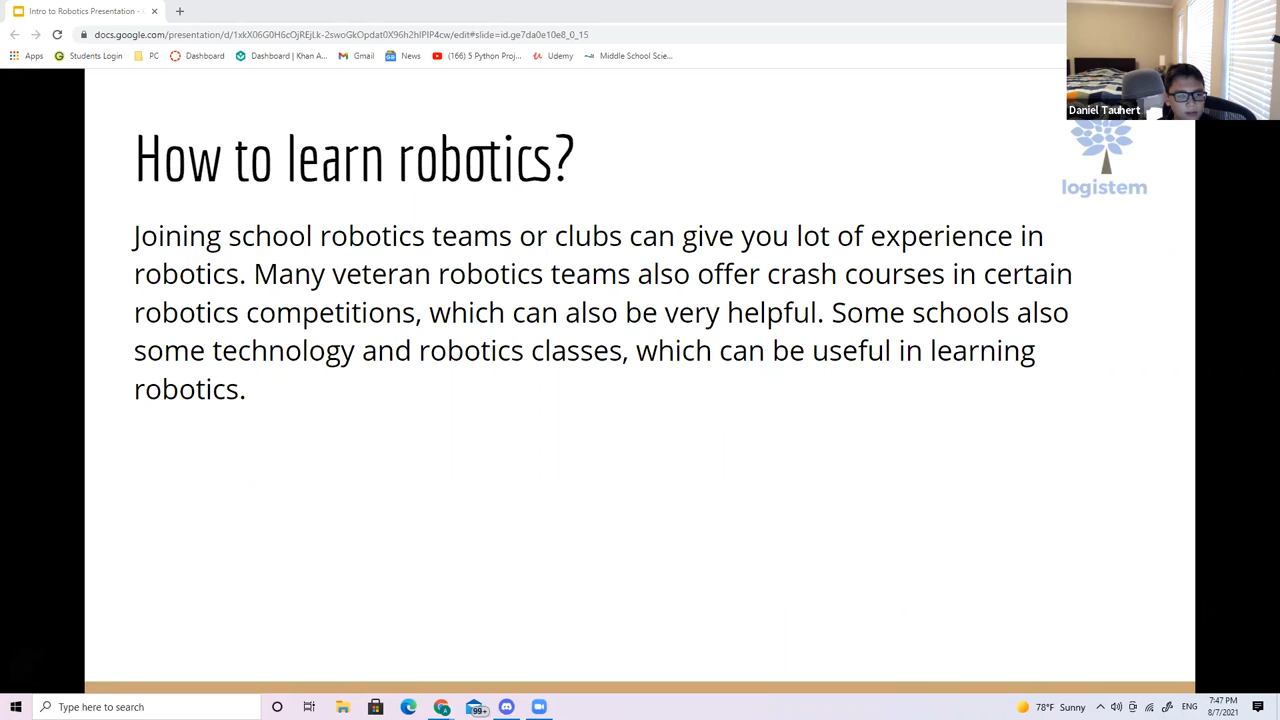 Intro to Robotics Presentation - G
docs.google.com/presentation/d/1xkX06G0H6cOjREjLk-2swoGkOpdat0X96h2hIPIP4cw/edit#slide=id.ge7da0e10e8_0_15
Apps Students Login PC Dashboard Dashboard | Khan A... Gmail News (166) 5 Python Proj... Udemy Middle School Scie...
Daniel Tauhert
logistem
How to learn robotics?
Joining school robotics teams or clubs can give you lot of experience in
robotics. Many veteran robotics teams also offer crash courses in certain
robotics competitions, which can also be very helpful. Some schools also
some technology and robotics classes, which can be useful in learning
robotics.
Type here to search
99+
78°F Sunny
ENG
7:47 PM
8/7/2021